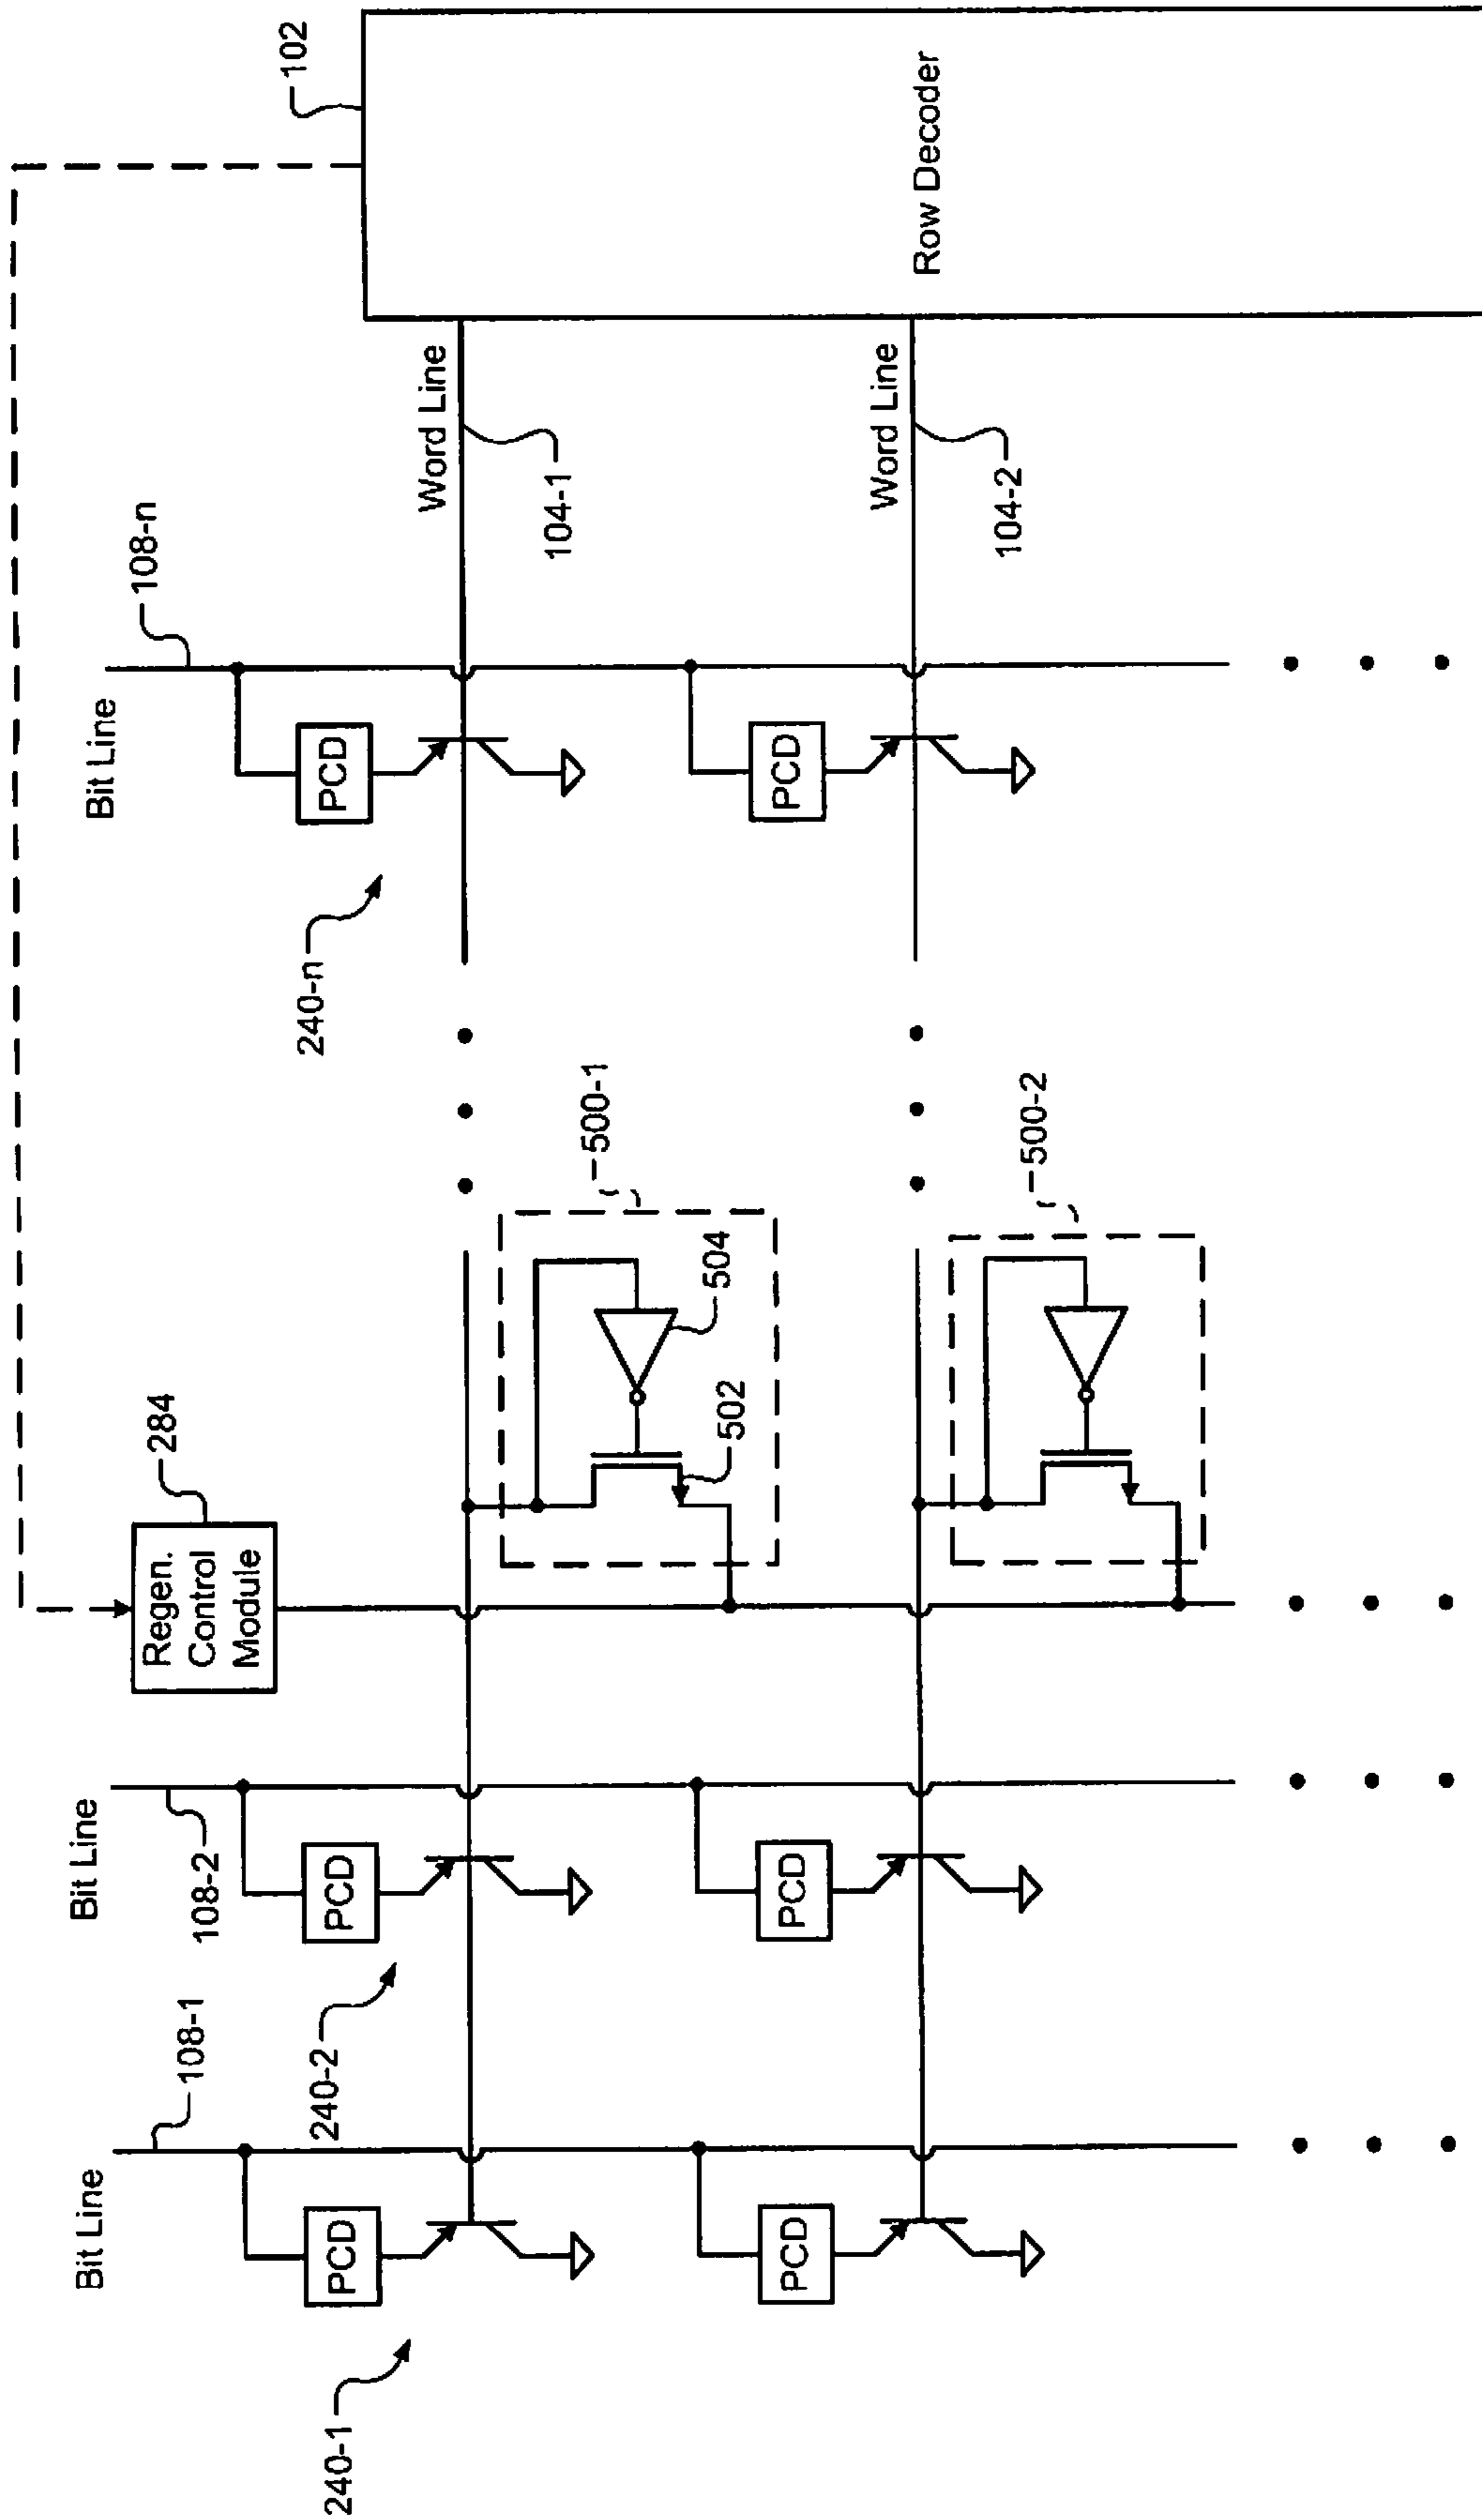 Bit Line
108-1
240-1
PCD
PCD
Bit Line
108-2
240-2
PCD
PCD
Regen.
Control
Module
284
500-1
504
502
500-2
Bit Line
108-n
240-n
PCD
PCD
Word Line
104-1
Word Line
104-2
102
Row Decoder